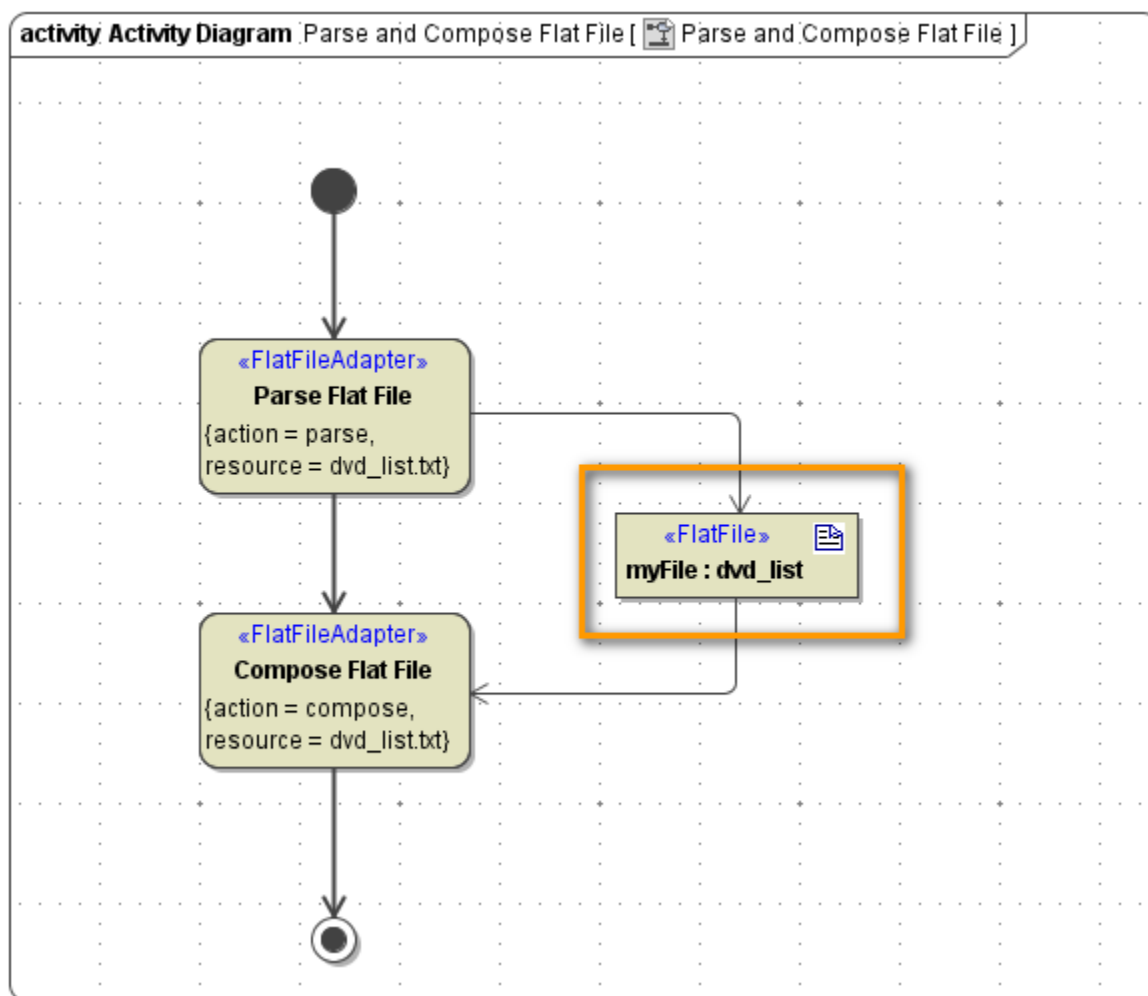 activity Activity Diagram Parse and Compose Flat File [ Parse and Compose Flat File ]
«FlatFileAdapter»
Parse Flat File
{action = parse,
resource = dvd_list.txt}
«FlatFile»
myFile : dvd_list
«FlatFileAdapter»
Compose Flat File
{action = compose,
resource = dvd_list.txt}